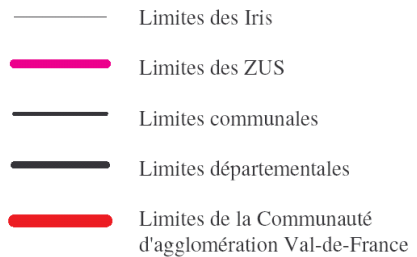 Limites des Iris
Limites des ZUS
Limites communales
Limites départementales
Limites de la Communauté
d'agglomération Val-de-France